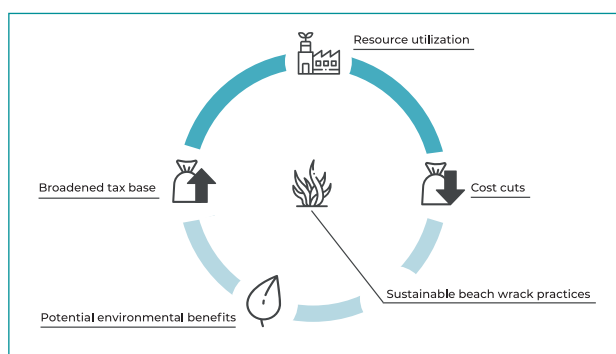 Resource utilization
Broadened tax base
Cost cuts
Sustainable beach wrack practices
Potential environmental benefits